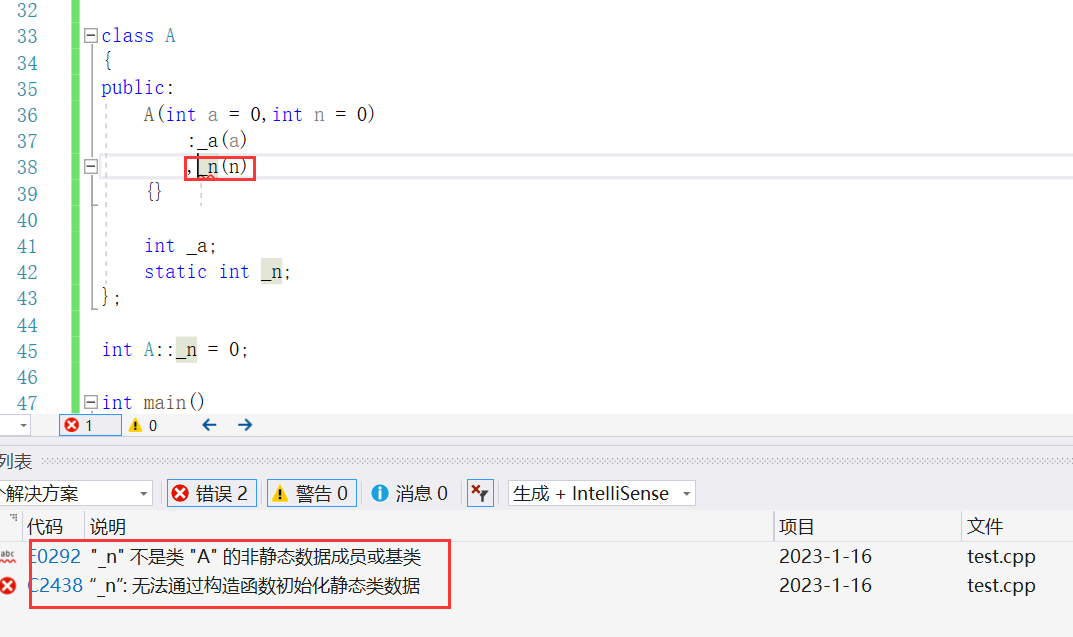 32
33 class A
34 {
35 public:
36 A(int a = 0,int n = 0)
37 :_a(a)
38 ,_n(n)
39 {}
40
41 int _a;
42 static int _n;
43 };
44
45 int A::_n = 0;
46
47 int main()
1 0
列表
解决方案 错误 2 警告 0 消息 0 生成 + IntelliSense
代码 说明 项目 文件
abc E0292 "_n" 不是类 "A" 的非静态数据成员或基类 2023-1-16 test.cpp
C2438 “_n”: 无法通过构造函数初始化静态类数据 2023-1-16 test.cpp